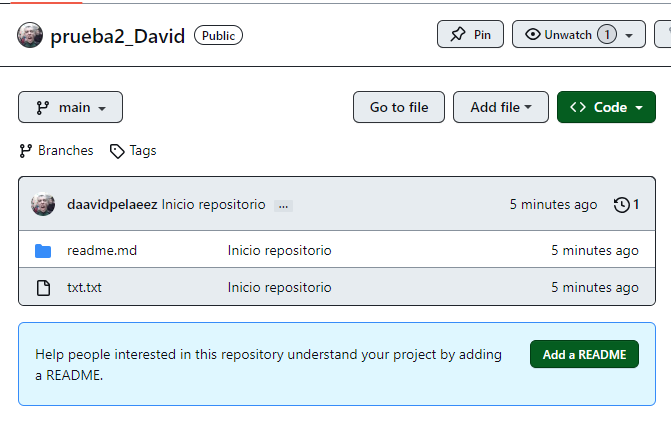 prueba2_David Public Pin Unwatch 1
main Go to file Add file <> Code
Branches Tags
daavidpelaeez Inicio repositorio ... 5 minutes ago 1
readme.md Inicio repositorio 5 minutes ago
txt.txt Inicio repositorio 5 minutes ago
Help people interested in this repository understand your project by adding
a README.
Add a README